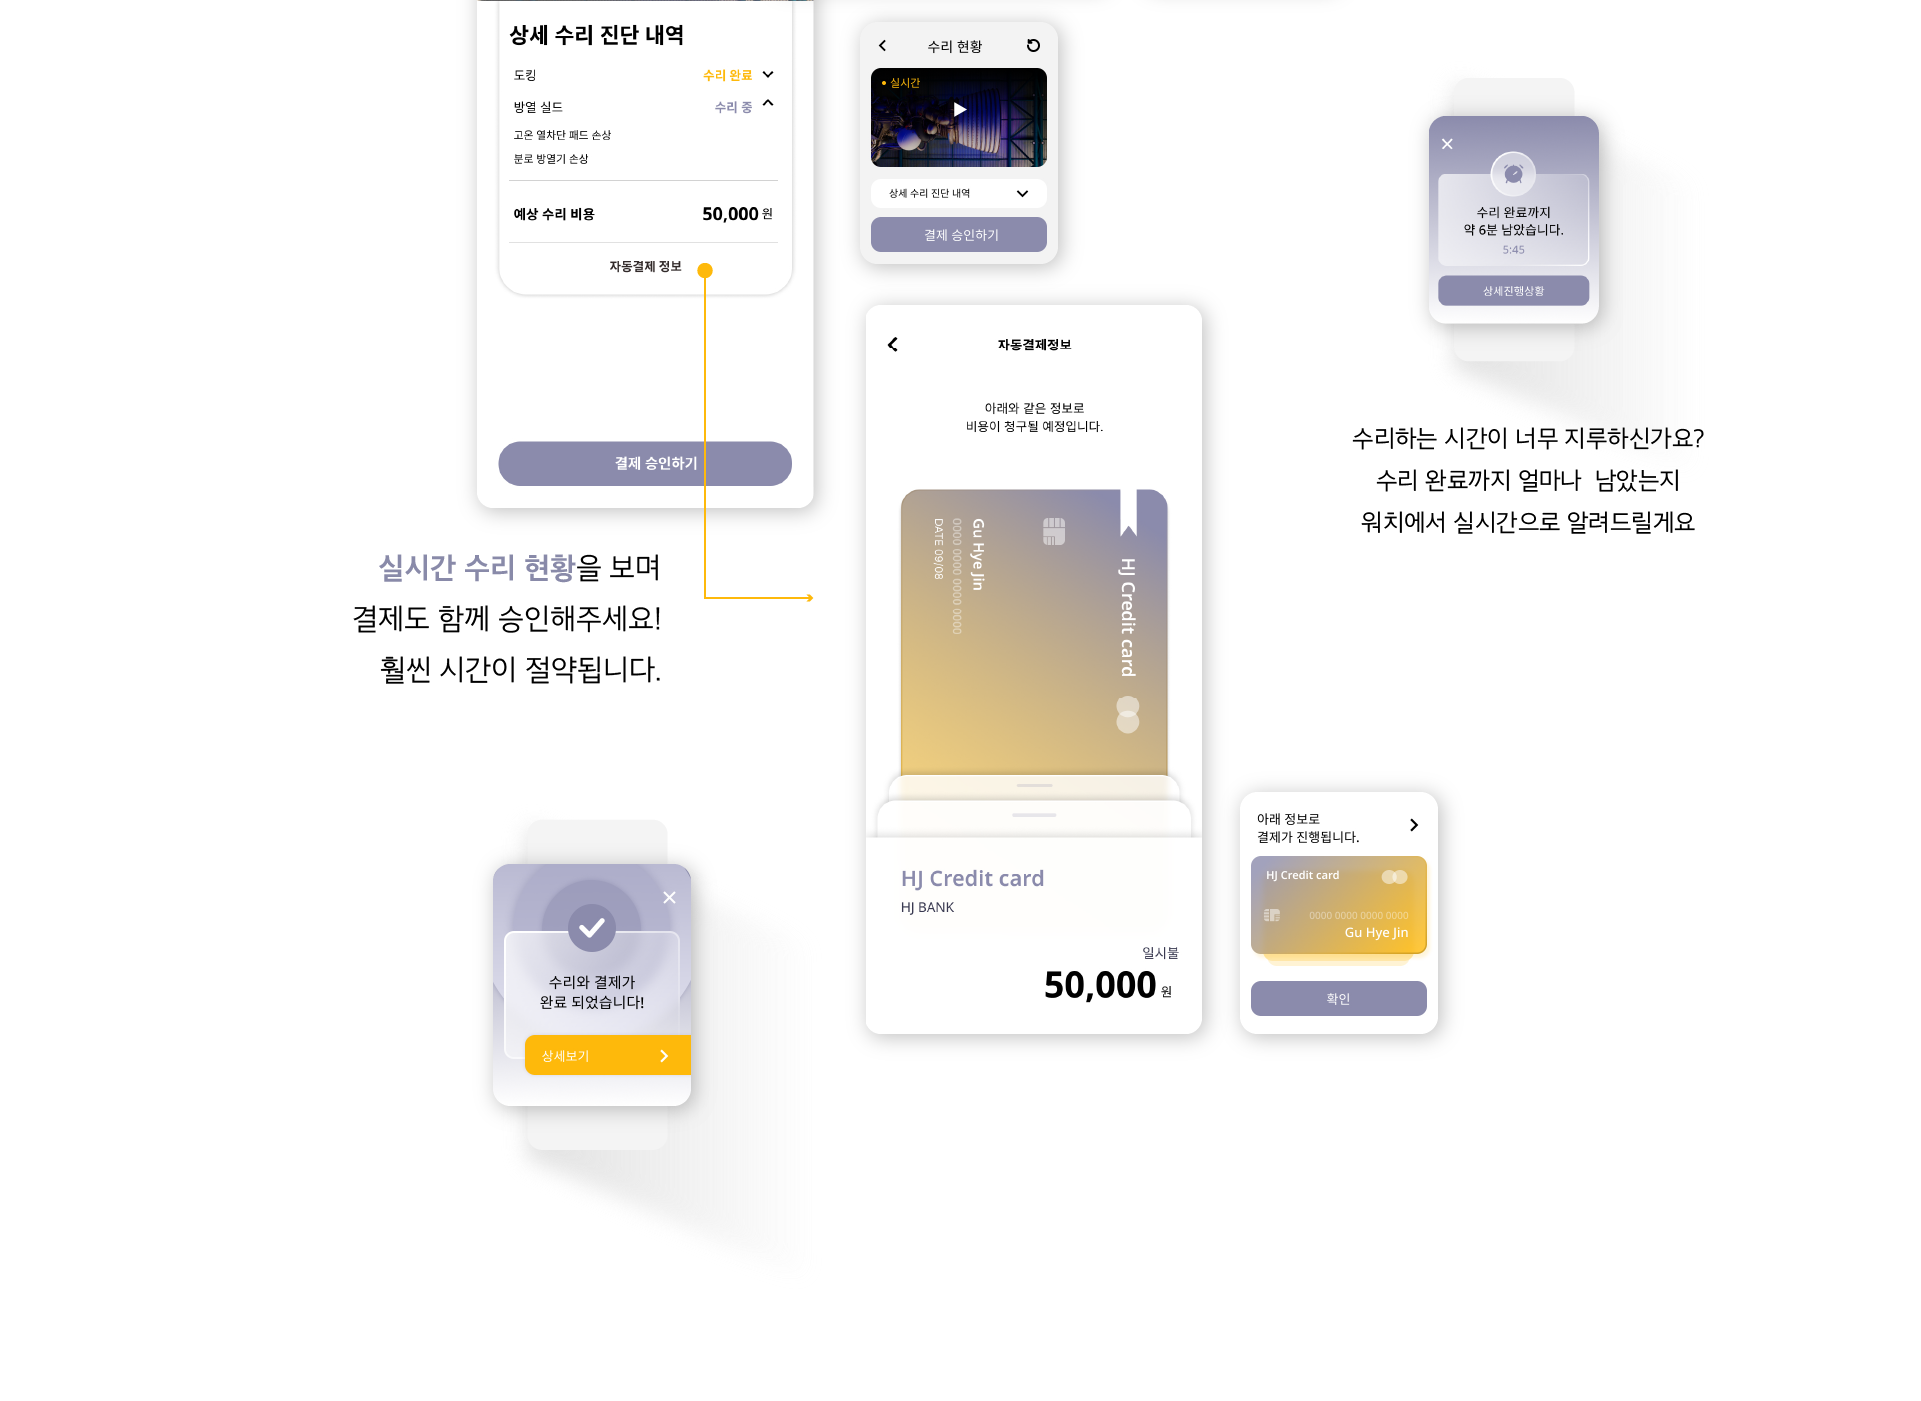 상세 수리 진단 내역
도킹 수리 완료
방열 실드 수리 중
고온 열차단 패드 손상
분로 방열기 손상
예상 수리 비용 50,000 원
자동결제 정보
결제 승인하기
실시간 수리 현황을 보며
결제도 함께 승인해주세요!
훨씬 시간이 절약됩니다.
수리 현황
실시간
상세 수리 진단 내역
결제 승인하기
수리 완료까지
약 6분 남았습니다.
5:45
상세진행상황
수리하는 시간이 너무 지루하신가요?
수리 완료까지 얼마나 남았는지
워치에서 실시간으로 알려드릴게요
자동결제정보
아래와 같은 정보로
비용이 청구될 예정입니다.
HJ Credit card
Gu Hye Jin
0000 0000 0000 0000
DATE 09/08
HJ Credit card
HJ BANK
일시불
50,000 원
아래 정보로
결제가 진행됩니다.
HJ Credit card
0000 0000 0000 0000
Gu Hye Jin
확인
수리와 결제가
완료 되었습니다!
상세보기